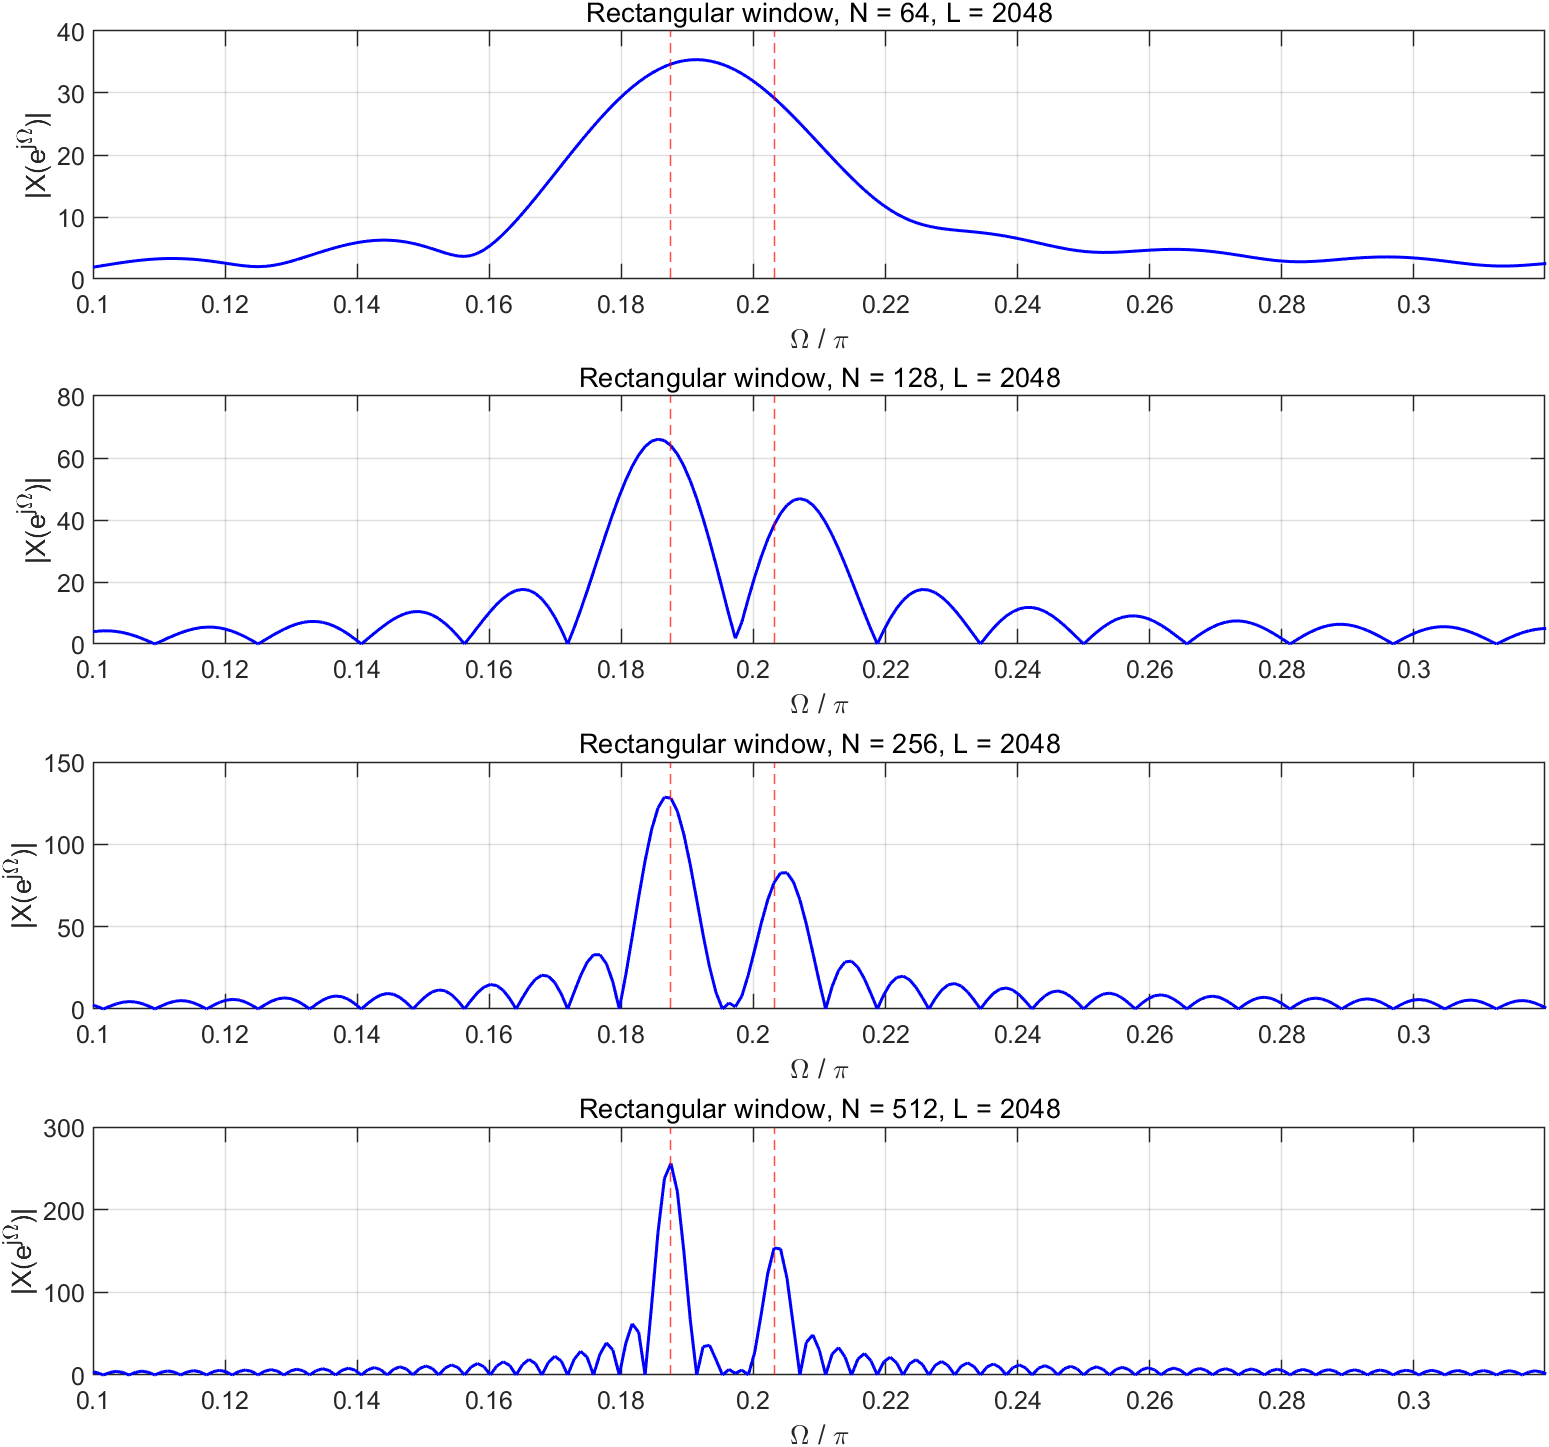 Rectangular window, N = 64, L = 2048
|X(e^{jΩ})|
40
30
20
10
0
0.1 0.12 0.14 0.16 0.18 0.2 0.22 0.24 0.26 0.28 0.3
Ω / π
Rectangular window, N = 128, L = 2048
|X(e^{jΩ})|
80
60
40
20
0
0.1 0.12 0.14 0.16 0.18 0.2 0.22 0.24 0.26 0.28 0.3
Ω / π
Rectangular window, N = 256, L = 2048
|X(e^{jΩ})|
150
100
50
0
0.1 0.12 0.14 0.16 0.18 0.2 0.22 0.24 0.26 0.28 0.3
Ω / π
Rectangular window, N = 512, L = 2048
|X(e^{jΩ})|
300
200
100
0
0.1 0.12 0.14 0.16 0.18 0.2 0.22 0.24 0.26 0.28 0.3
Ω / π